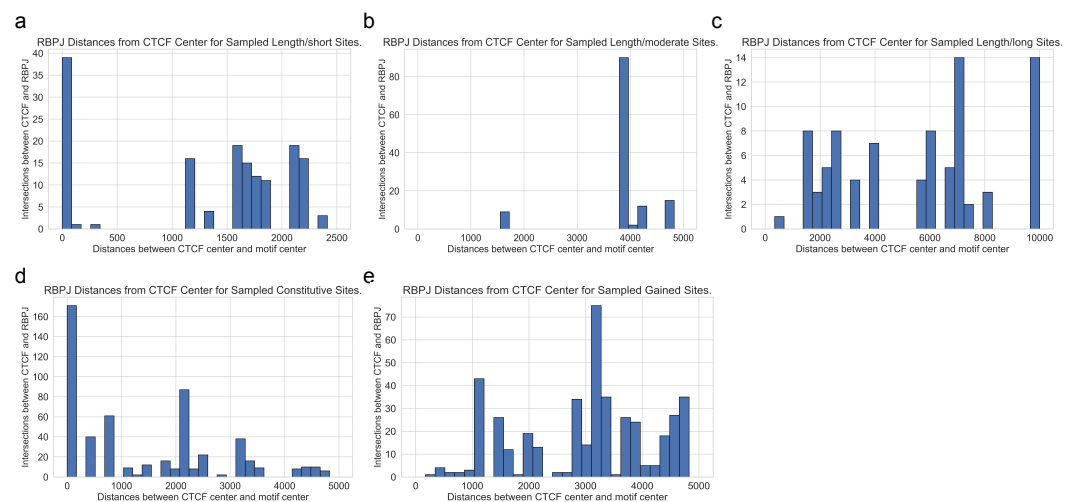 a
RBPJ Distances from CTCF Center for Sampled Length/short Sites.
Intersections between CTCF and RBPJ
40
35
30
25
20
15
10
5
0
0 500 1000 1500 2000 2500
Distances between CTCF center and motif center
b
RBPJ Distances from CTCF Center for Sampled Length/moderate Sites.
Intersections between CTCF and RBPJ
80
60
40
20
0
0 1000 2000 3000 4000 5000
Distances between CTCF center and motif center
c
RBPJ Distances from CTCF Center for Sampled Length/long Sites.
Intersections between CTCF and RBPJ
14
12
10
8
6
4
2
0
2000 4000 6000 8000 10000
Distances between CTCF center and motif center
d
RBPJ Distances from CTCF Center for Sampled Constitutive Sites.
Intersections between CTCF and RBPJ
160
140
120
100
80
60
40
20
0
0 1000 2000 3000 4000 5000
Distances between CTCF center and motif center
e
RBPJ Distances from CTCF Center for Sampled Gained Sites.
Intersections between CTCF and RBPJ
70
60
50
40
30
20
10
0
0 1000 2000 3000 4000 5000
Distances between CTCF center and motif center